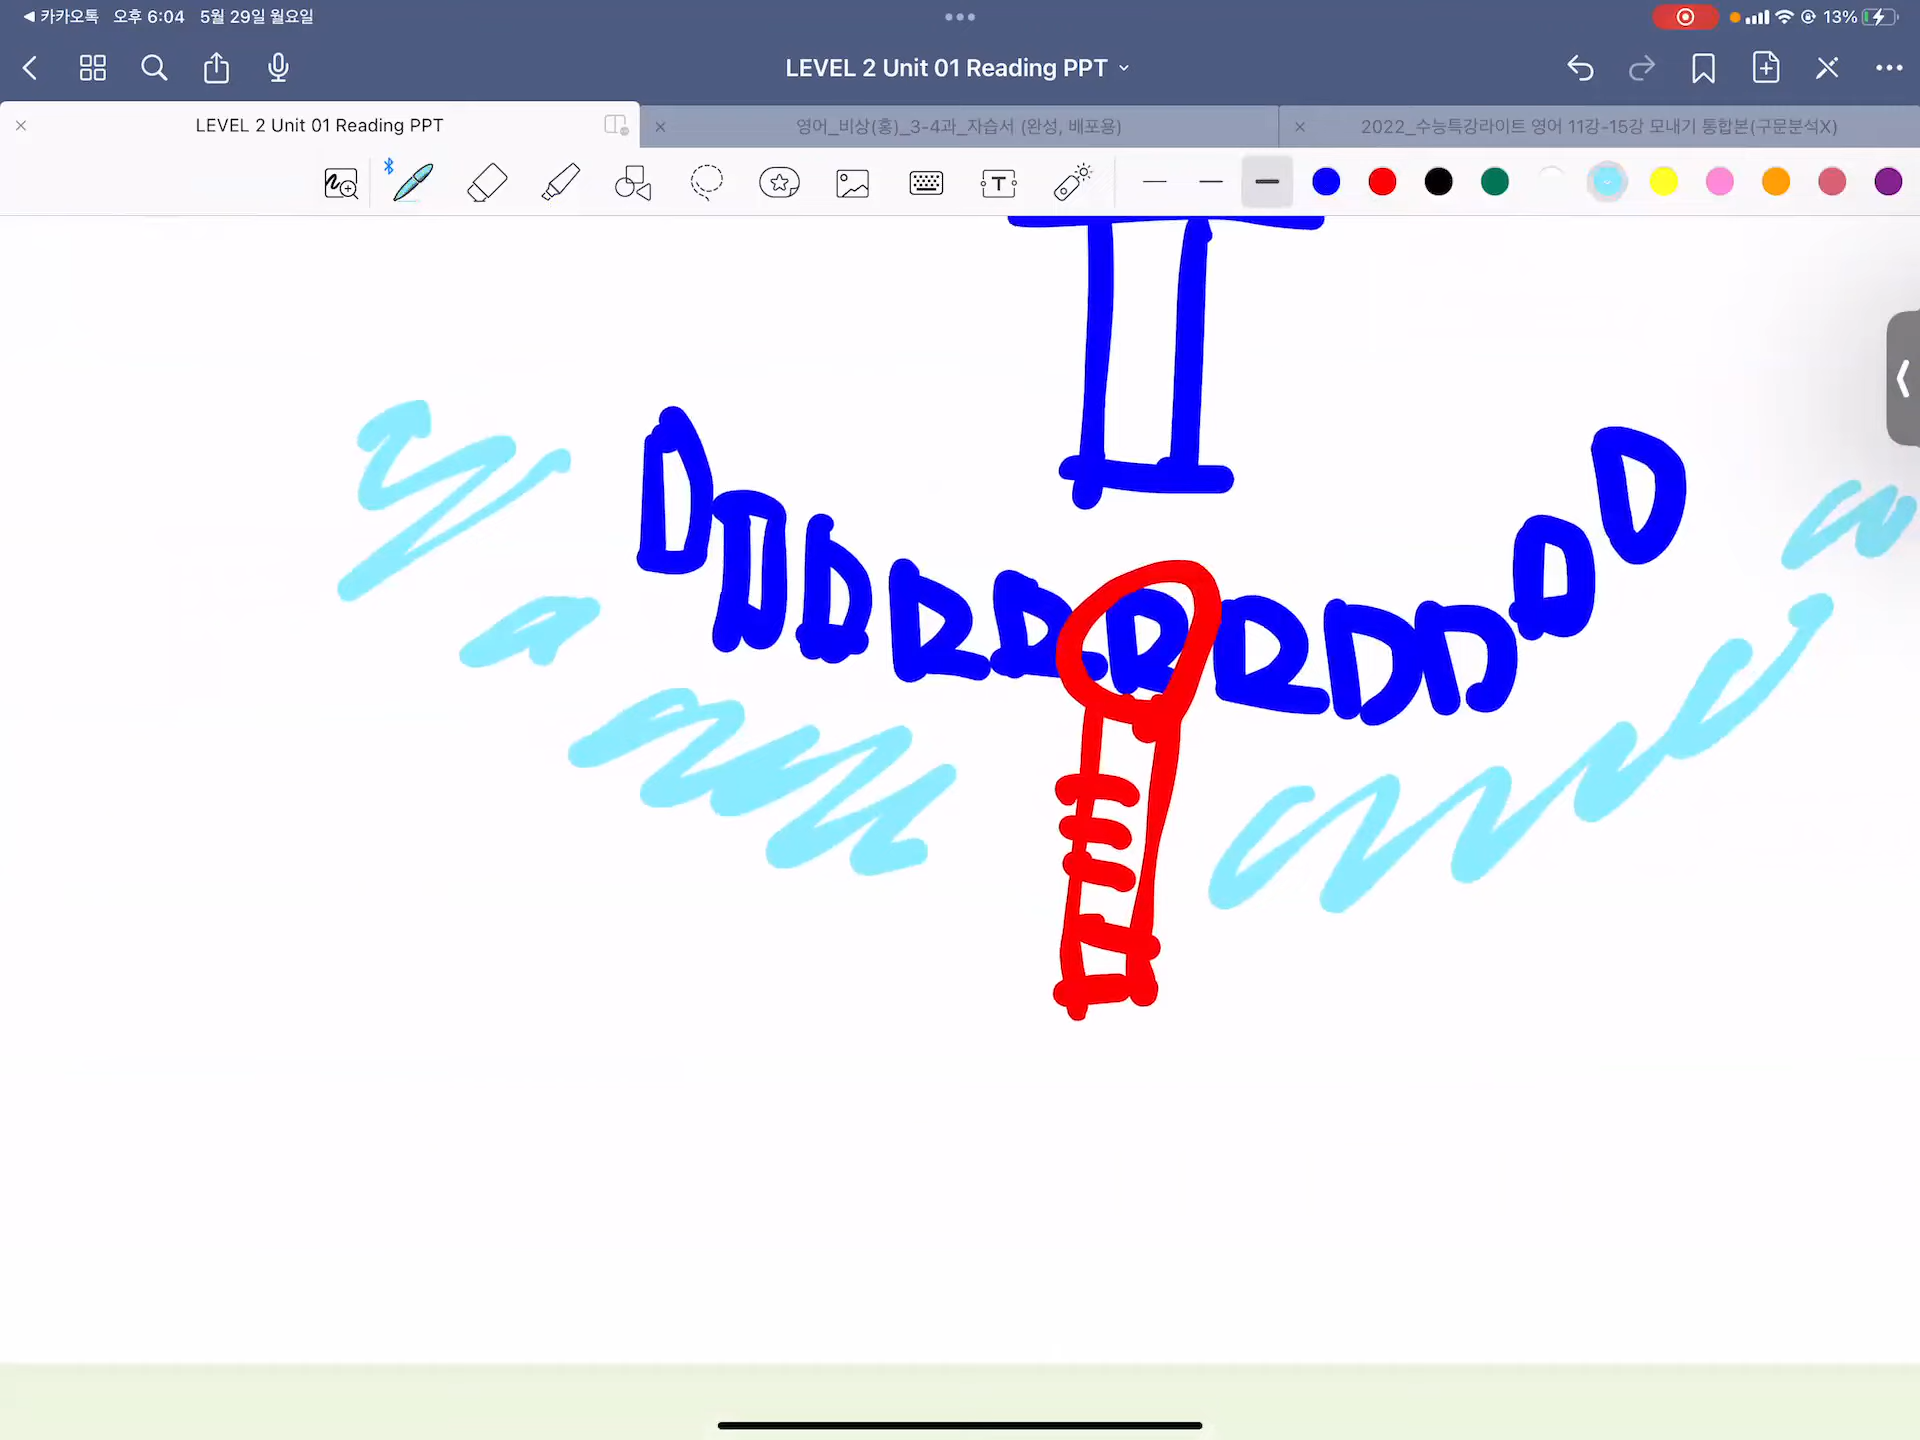 ◀ 카카오톡 오후 6:04 5월 29일 월요일
13%
LEVEL 2 Unit 01 Reading PPT
LEVEL 2 Unit 01 Reading PPT
영어_비상(홍)_3-4과_자습서 (완성, 배포용)
2022_수능특강라이트 영어 11강-15강 모내기 통합본(구문분석X)
T